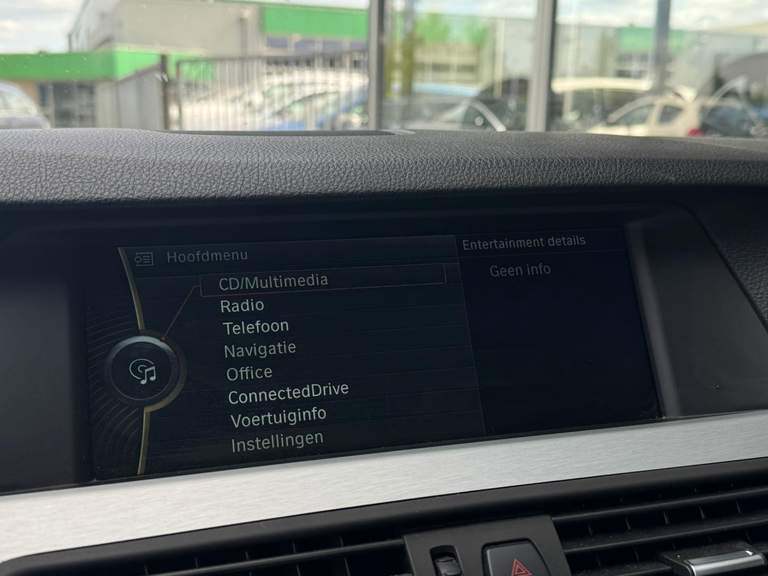 Hoofdmenu
CD/Multimedia
Radio
Telefoon
Navigatie
Office
ConnectedDrive
Voertuiginfo
Instellingen
Entertainment details
Geen info